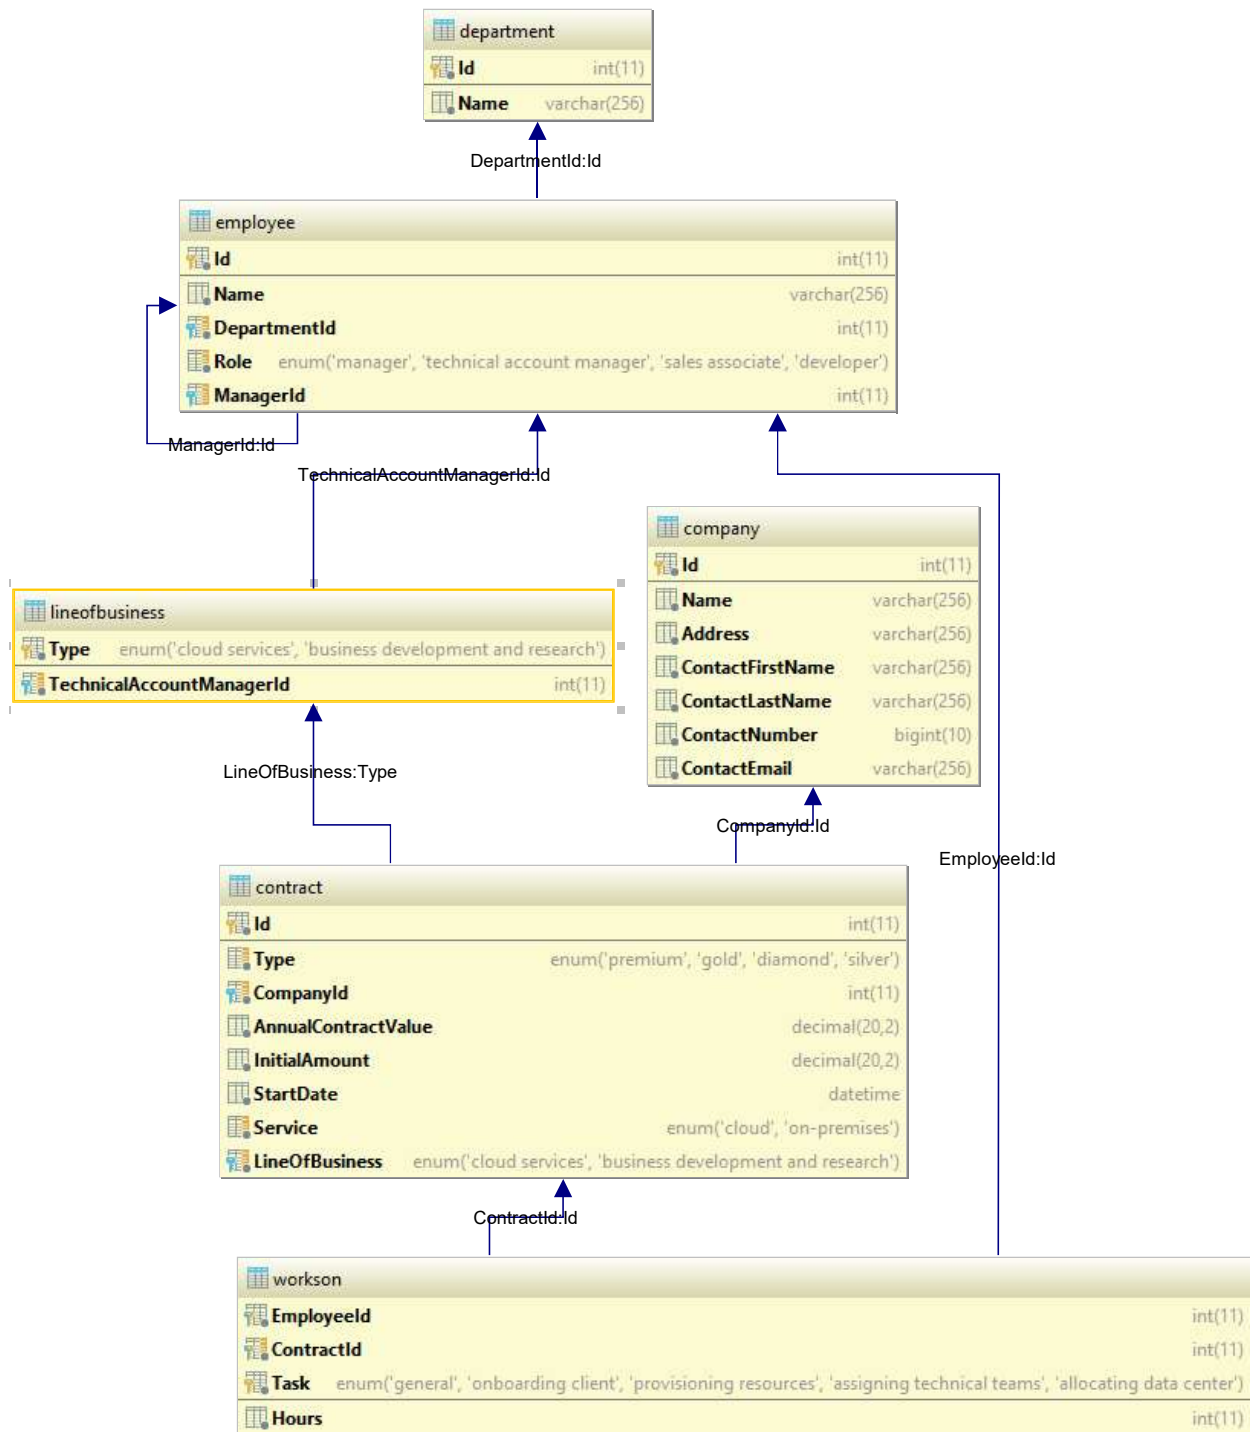 department
Id int(11)
Name varchar(256)
DepartmentId:Id
employee
Id int(11)
Name varchar(256)
DepartmentId int(11)
Role enum('manager', 'technical account manager', 'sales associate', 'developer')
ManagerId int(11)
ManagerId:Id
TechnicalAccountManagerId:Id
company
Id int(11)
Name varchar(256)
Address varchar(256)
ContactFirstName varchar(256)
ContactLastName varchar(256)
ContactNumber bigint(10)
ContactEmail varchar(256)
lineofbusiness
Type enum('cloud services', 'business development and research')
TechnicalAccountManagerId int(11)
LineOfBusiness:Type
CompanyId:Id
EmployeeId:Id
contract
Id int(11)
Type enum('premium', 'gold', 'diamond', 'silver')
CompanyId int(11)
AnnualContractValue decimal(20,2)
InitialAmount decimal(20,2)
StartDate datetime
Service enum('cloud', 'on-premises')
LineOfBusiness enum('cloud services', 'business development and research')
ContractId:Id
workson
EmployeeId int(11)
ContractId int(11)
Task enum('general', 'onboarding client', 'provisioning resources', 'assigning technical teams', 'allocating data center')
Hours int(11)